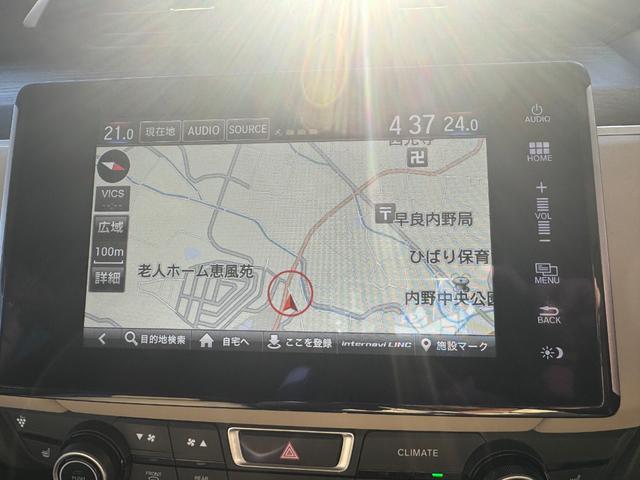 21.0 現在地 AUDIO SOURCE 4 37 24.0
AUDIO
HOME
VICS
--:--
広域
100m
詳細
早良内野局
ひばり保育
老人ホーム恵風苑
内野中央公園
VOL
MENU
BACK
目的地検索 自宅へ ここを登録 internavi LINC 施設マーク
CLIMATE
FRONT
REAR